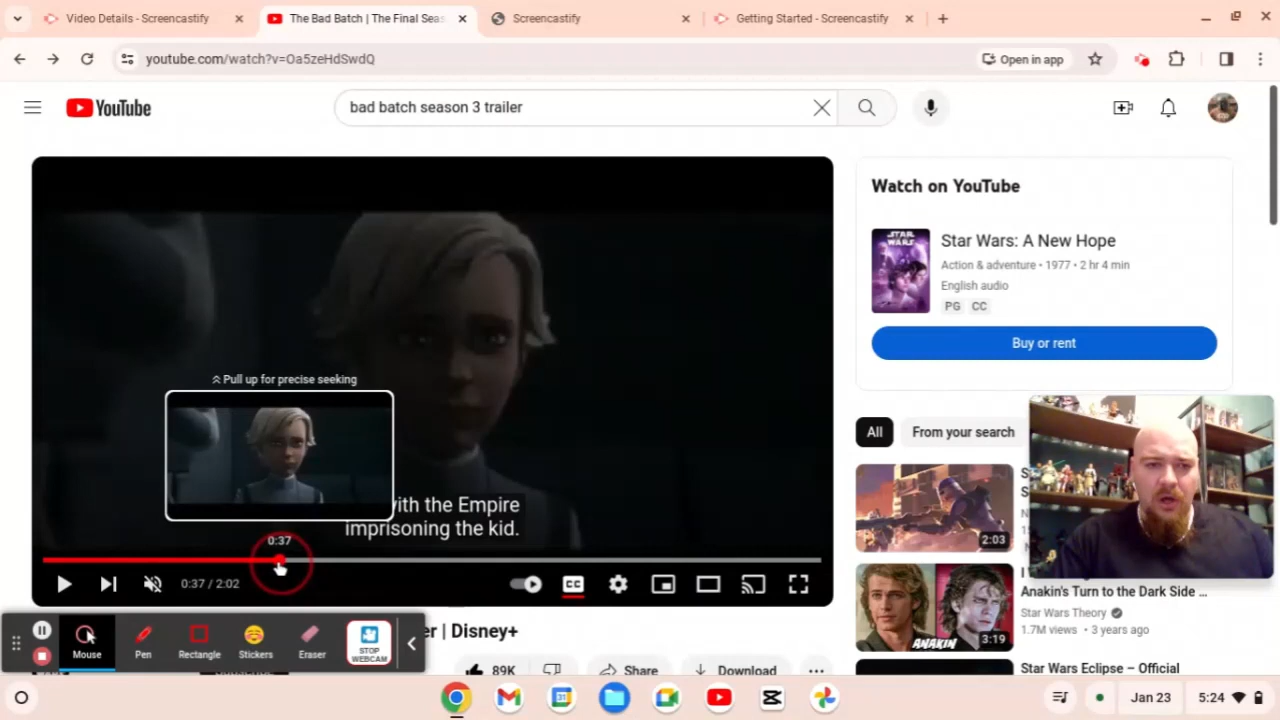 Video Details - Screencastify
The Bad Batch | The Final Seas
Screencastify
Getting Started - Screencastify
youtube.com/watch?v=Oa5zeHdSwdQ
Open in app
YouTube
bad batch season 3 trailer
Watch on YouTube
STAR WARS
Star Wars: A New Hope
Action & adventure • 1977 • 2 hr 4 min
English audio
PG CC
Buy or rent
Pull up for precise seeking
with the Empire
imprisoning the kid.
0:37
0:37 / 2:02
CC
All
From your search
2:03
Anakin's Turn to the Dark Side ...
Star Wars Theory
1.7M views • 3 years ago
ANAKIN
3:19
Star Wars Eclipse – Official
Mouse
Pen
Rectangle
Stickers
Eraser
STOP
WEBCAM
er | Disney+
89K
Share
Download
Jan 23
5:24